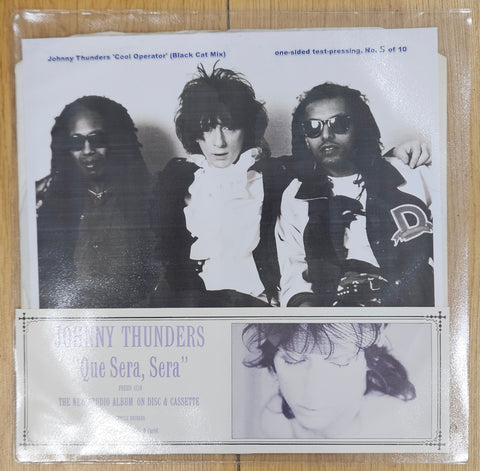 Johnny Thunders 'Cool Operator' (Black Cat Mix)
one-sided test-pressing. No. 5 of 10
D
JOHNNY THUNDERS
"Que Sera, Sera"
THE NEW STUDIO ALBUM ON DISC & CASSETTE